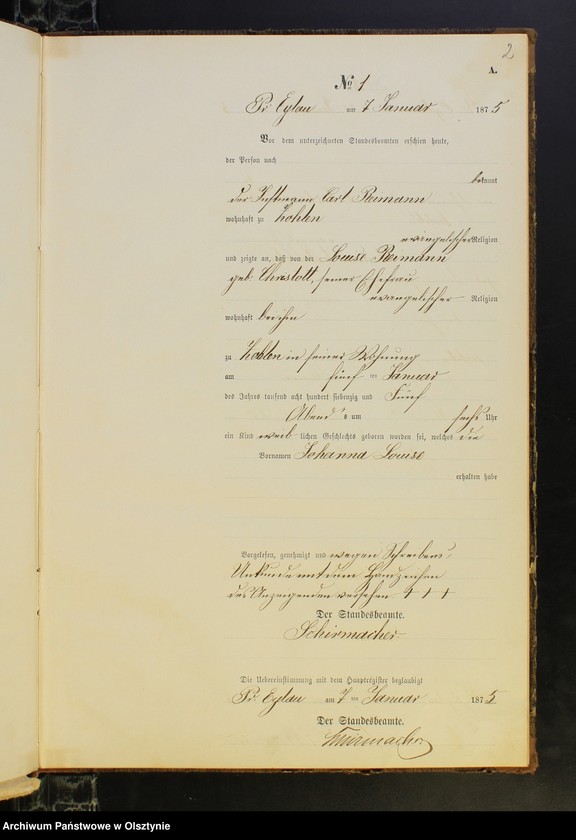 2
A.
№ 1
Pr. Eylau am 7 Januar 1875
Vor dem unterzeichneten Standesbeamten erschien heute,
der Person nach
bekannt
der Instmann Carl Reimann
wohnhaft zu
evangelischer Religion
und zeigte an, daß von der Louise Reimann
geb. seiner Ehefrau
evangelischer Religion
wohnhaft bei ihm
zu in seiner Wohnung
am fünf ten Januar
des Jahres tausend acht hundert siebenzig und Fünf
Abend's um sechs Uhr
ein Kind weib lichen Geschlechts geboren worden sei, welches die
Vornamen Johanna Louise
erhalten habe
Vorgelesen, genehmigt und wegen Schreibens-
Unkunde mit dem Handzeichen
des Anzeigenden versehen + + +
Der Standesbeamte.
Schirmacher
Die Uebereinstimmung mit dem Hauptregister beglaubigt
Pr. Eylau am 7 ten Januar 1875
Der Standesbeamte.
Schirmacher
Archiwum Państwowe w Olsztynie